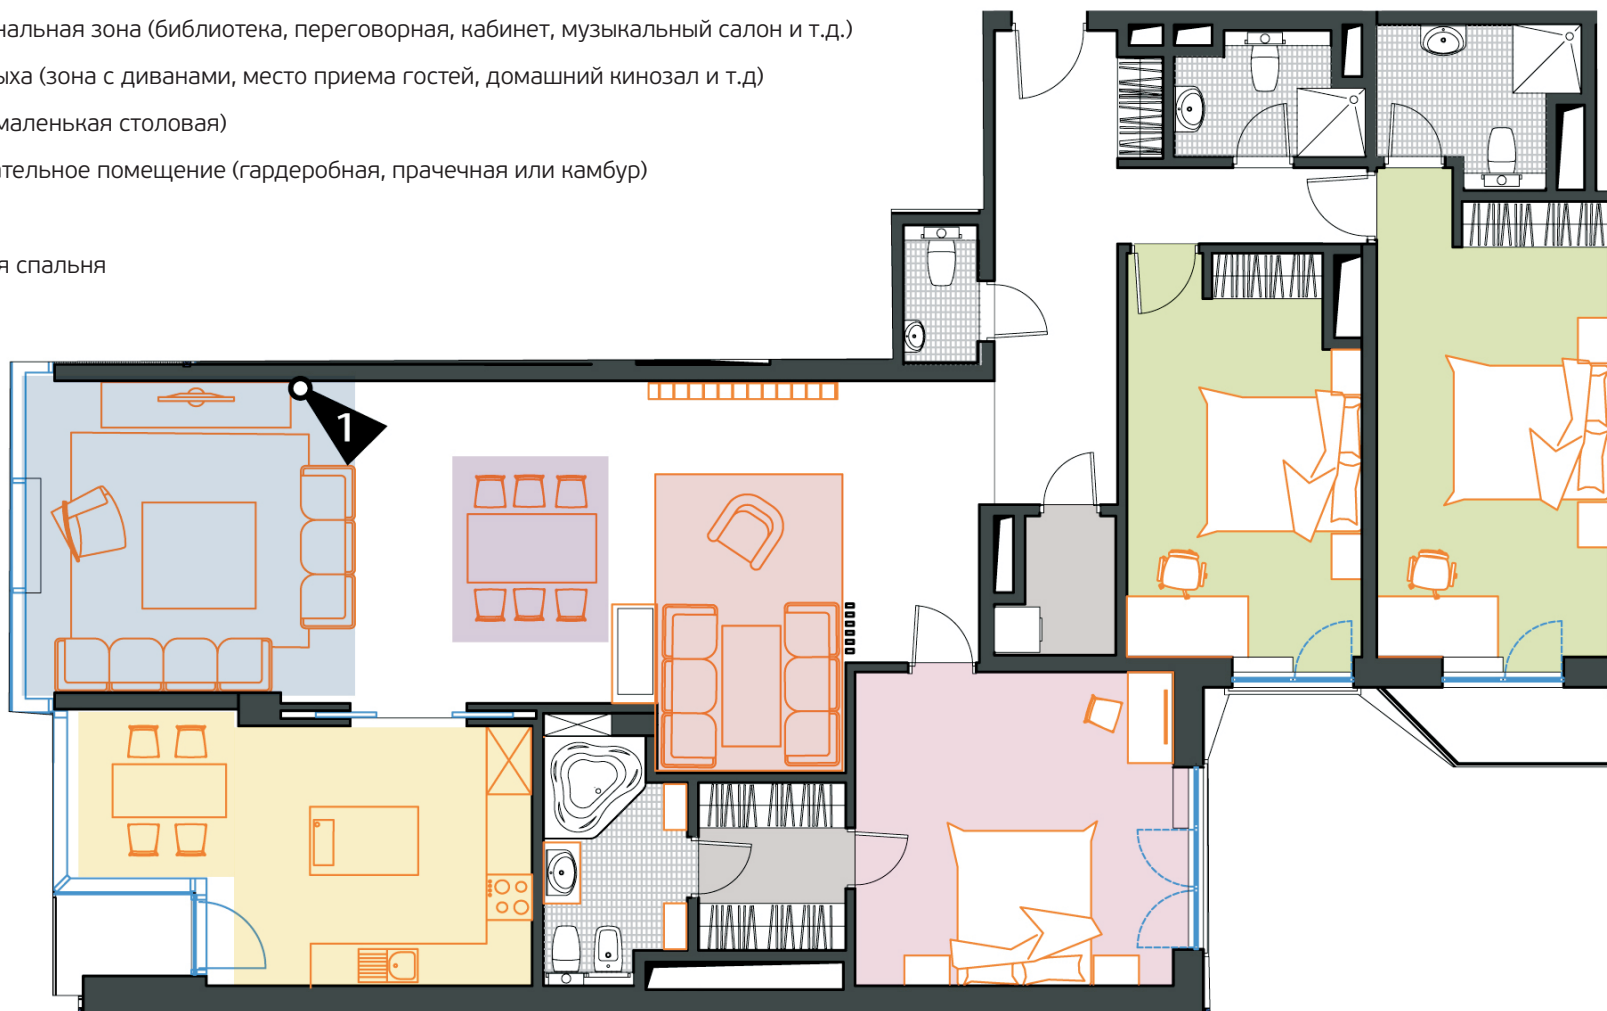 нальная зона (библиотека, переговорная, кабинет, музыкальный салон и т.д.)
ыха (зона с диванами, место приема гостей, домашний кинозал и т.д)
маленькая столовая)
ательное помещение (гардеробная, прачечная или камбур)
я спальня
1